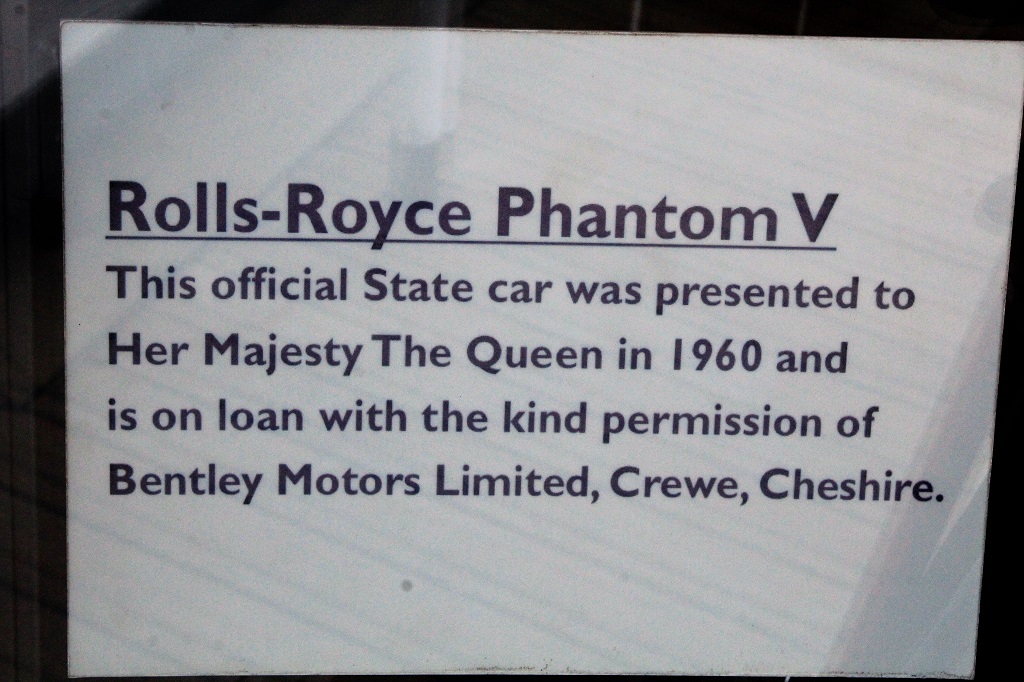 Rolls-Royce Phantom V
This official State car was presented to
Her Majesty The Queen in 1960 and
is on loan with the kind permission of
Bentley Motors Limited, Crewe, Cheshire.